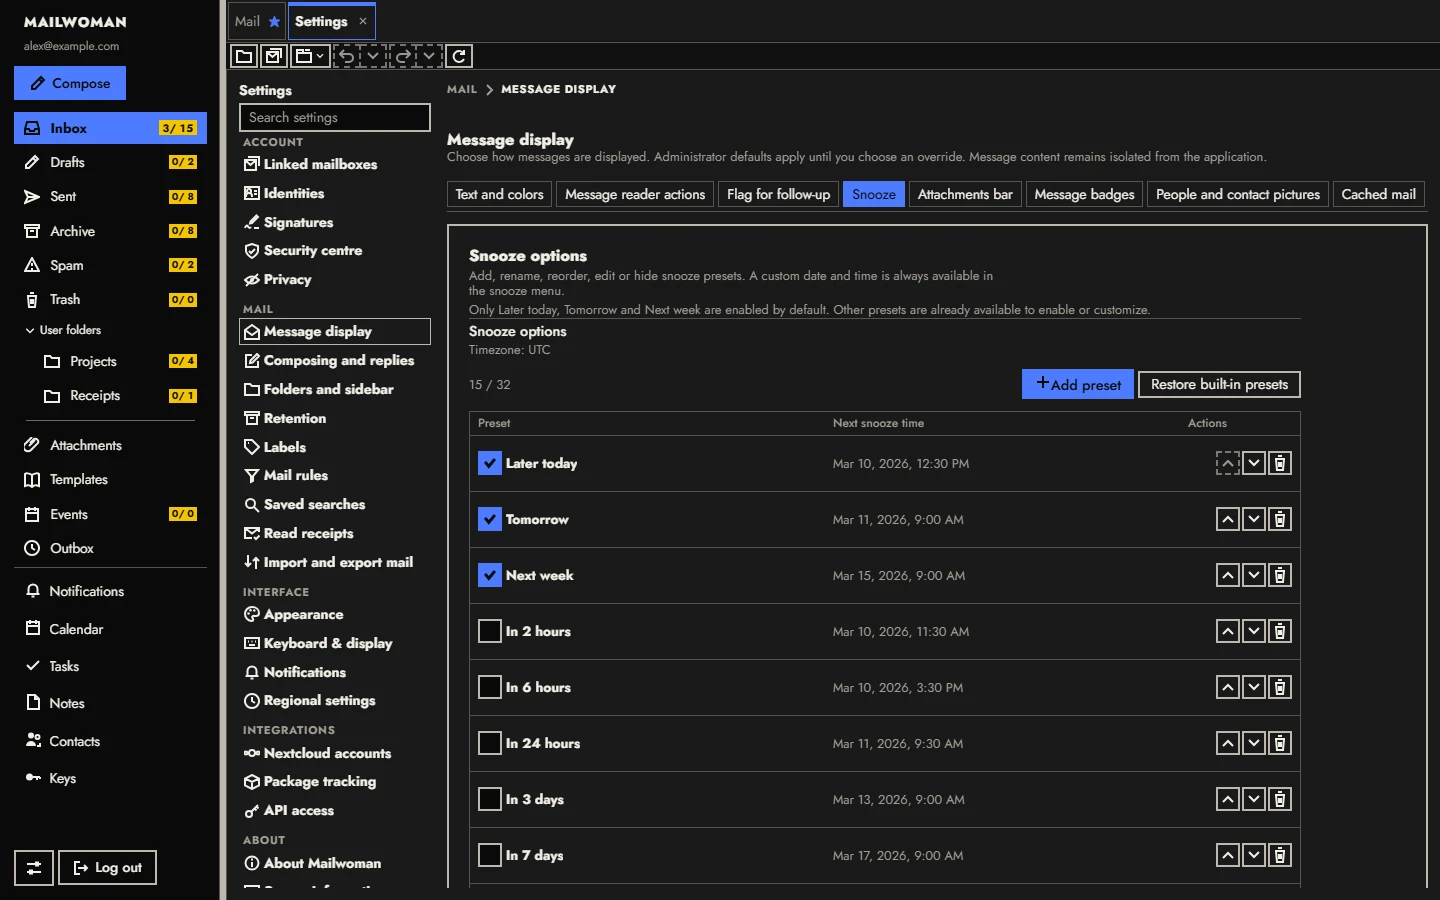 MAILWOMAN
alex@example.com
Compose
Inbox 3/ 15
Drafts 0/ 2
Sent 0/ 8
Archive 0/ 8
Spam 0/ 2
Trash 0/ 0
User folders
Projects 0/ 4
Receipts 0/ 1
Attachments
Templates
Events 0/ 0
Outbox
Notifications
Calendar
Tasks
Notes
Contacts
Keys
Log out
Mail
Settings ×
Settings
Search settings
ACCOUNT
Linked mailboxes
Identities
Signatures
Security centre
Privacy
MAIL
Message display
Composing and replies
Folders and sidebar
Retention
Labels
Mail rules
Saved searches
Read receipts
Import and export mail
INTERFACE
Appearance
Keyboard & display
Notifications
Regional settings
INTEGRATIONS
Nextcloud accounts
Package tracking
API access
ABOUT
About Mailwoman
MAIL > MESSAGE DISPLAY
Message display
Choose how messages are displayed. Administrator defaults apply until you choose an override. Message content remains isolated from the application.
Text and colors
Message reader actions
Flag for follow-up
Snooze
Attachments bar
Message badges
People and contact pictures
Cached mail
Snooze options
Add, rename, reorder, edit or hide snooze presets. A custom date and time is always available in
the snooze menu.
Only Later today, Tomorrow and Next week are enabled by default. Other presets are already available to enable or customize.
Snooze options
Timezone: UTC
15 / 32
+Add preset
Restore built-in presets
Preset Next snooze time Actions
Later today Mar 10, 2026, 12:30 PM
Tomorrow Mar 11, 2026, 9:00 AM
Next week Mar 15, 2026, 9:00 AM
In 2 hours Mar 10, 2026, 11:30 AM
In 6 hours Mar 10, 2026, 3:30 PM
In 24 hours Mar 11, 2026, 9:30 AM
In 3 days Mar 13, 2026, 9:00 AM
In 7 days Mar 17, 2026, 9:00 AM